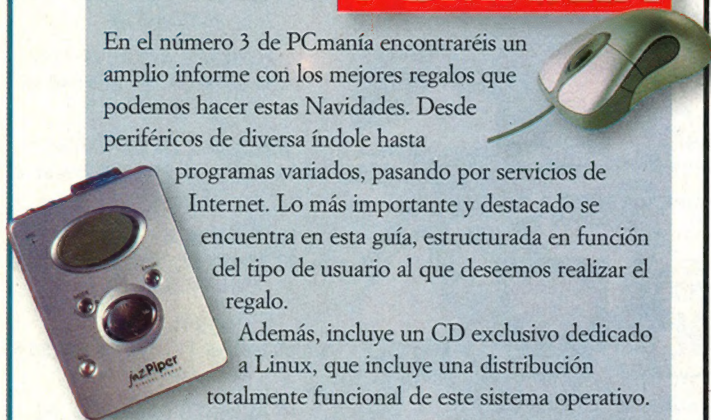 En el número 3 de PCmanía encontraréis un
amplio informe con los mejores regalos que
podemos hacer estas Navidades. Desde
periféricos de diversa índole hasta
programas variados, pasando por servicios de
Internet. Lo más importante y destacado se
encuentra en esta guía, estructurada en función
del tipo de usuario al que deseemos realizar el
regalo.
Además, incluye un CD exclusivo dedicado
a Linux, que incluye una distribución
totalmente funcional de este sistema operativo.
jazPiper